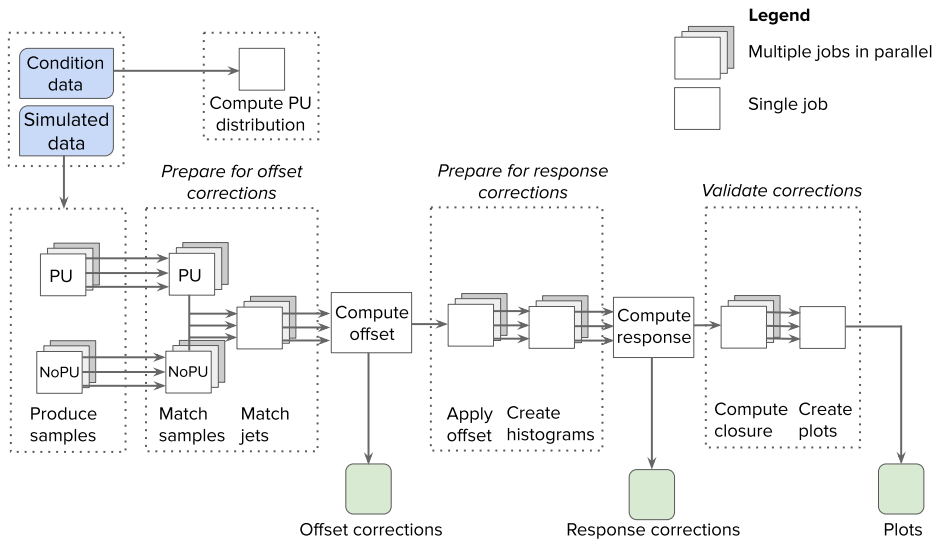 Legend
Multiple jobs in parallel
Single job
Condition
data
Simulated
data
Compute PU
distribution
Prepare for offset
corrections
Prepare for response
corrections
Validate corrections
PU
PU
NoPU
NoPU
Produce
samples
Match
samples
Match
jets
Compute
offset
Apply
offset
Create
histograms
Compute
response
Compute
closure
Create
plots
Offset corrections
Response corrections
Plots